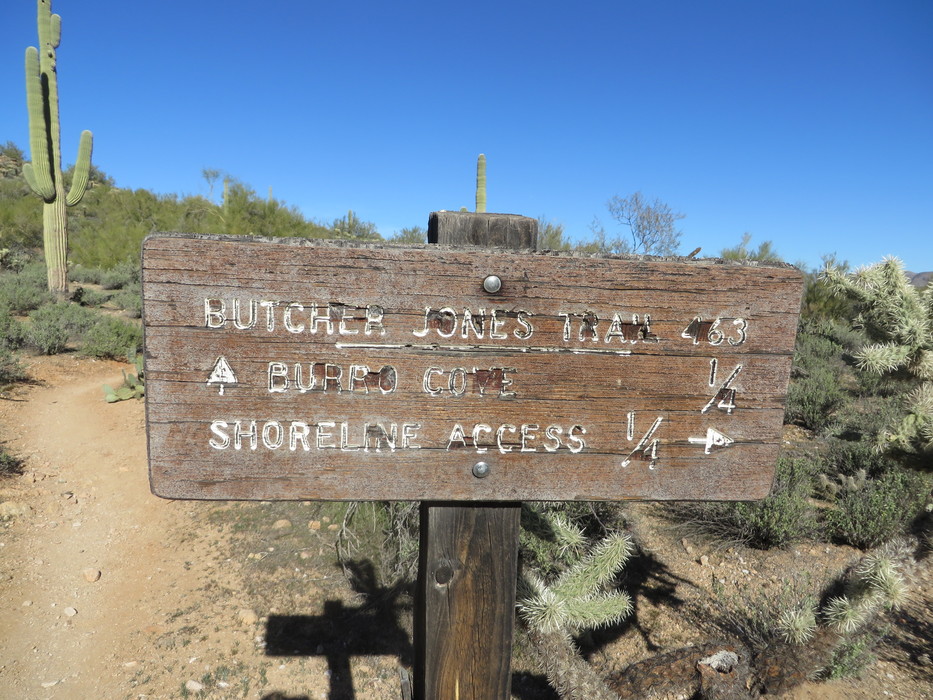 BUTCHER JONES TRAIL 463
BURRO COVE 1/4
SHORELINE ACCESS 1/4